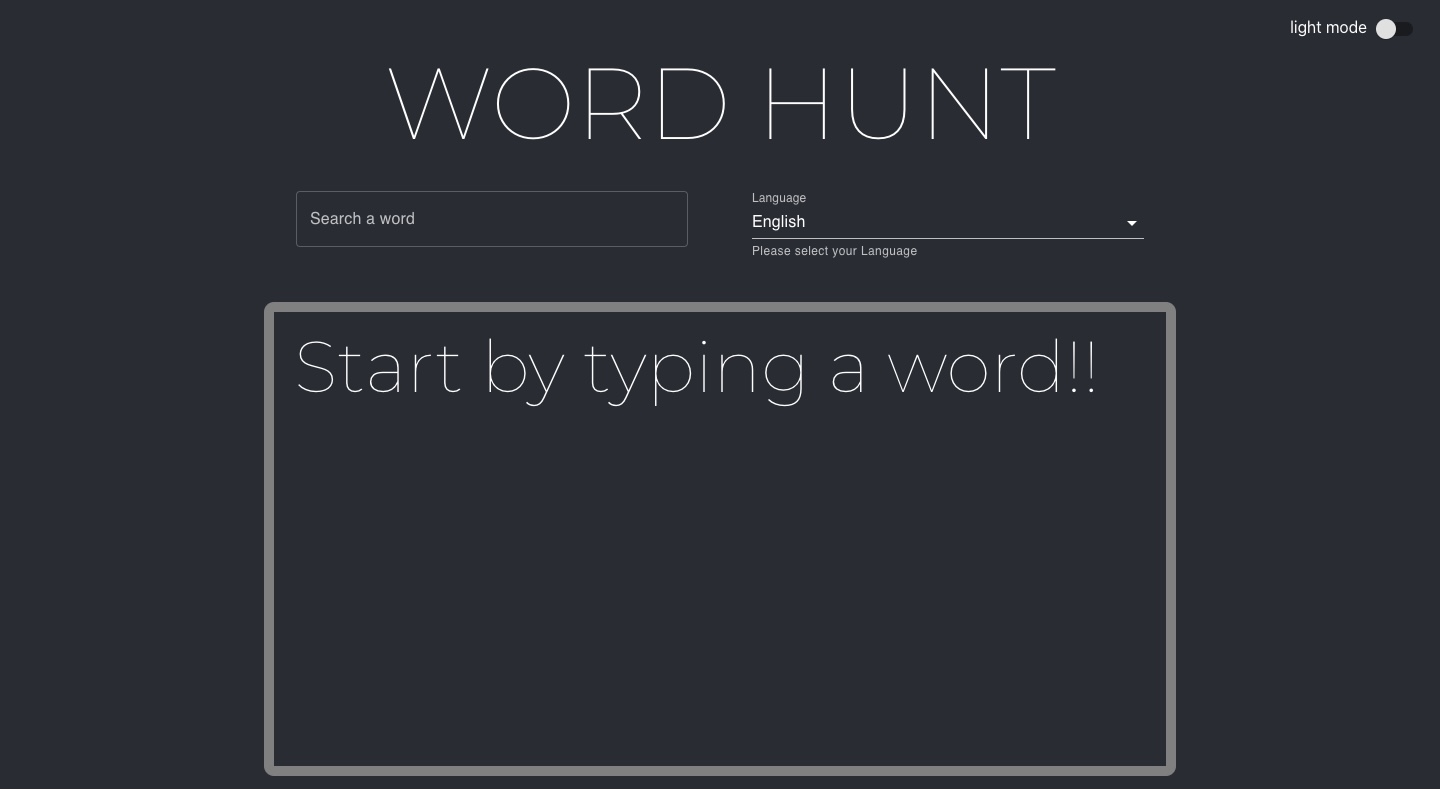 light mode
WORD HUNT
Search a word
Language
English
Please select your Language
Start by typing a word!!